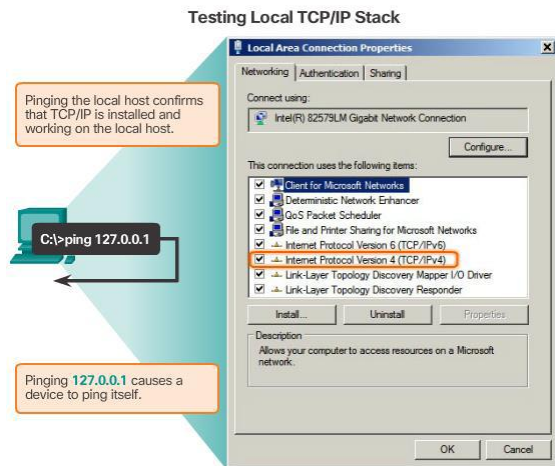 Testing Local TCP/IP Stack
Pinging the local host confirms
that TCP/IP is installed and
working on the local host.
C:\>ping 127.0.0.1
Pinging 127.0.0.1 causes a
device to ping itself.
Local Area Connection Properties
Networking Authentication Sharing
Connect using:
Intel(R) 82579LM Gigabit Network Connection
Configure...
This connection uses the following items:
Client for Microsoft Networks
Deterministic Network Enhancer
QoS Packet Scheduler
File and Printer Sharing for Microsoft Networks
Internet Protocol Version 6 (TCP/IPv6)
Internet Protocol Version 4 (TCP/IPv4)
Link-Layer Topology Discovery Mapper I/O Driver
Link-Layer Topology Discovery Responder
Install... Uninstall Properties
Description
Allows your computer to access resources on a Microsoft
network.
OK Cancel